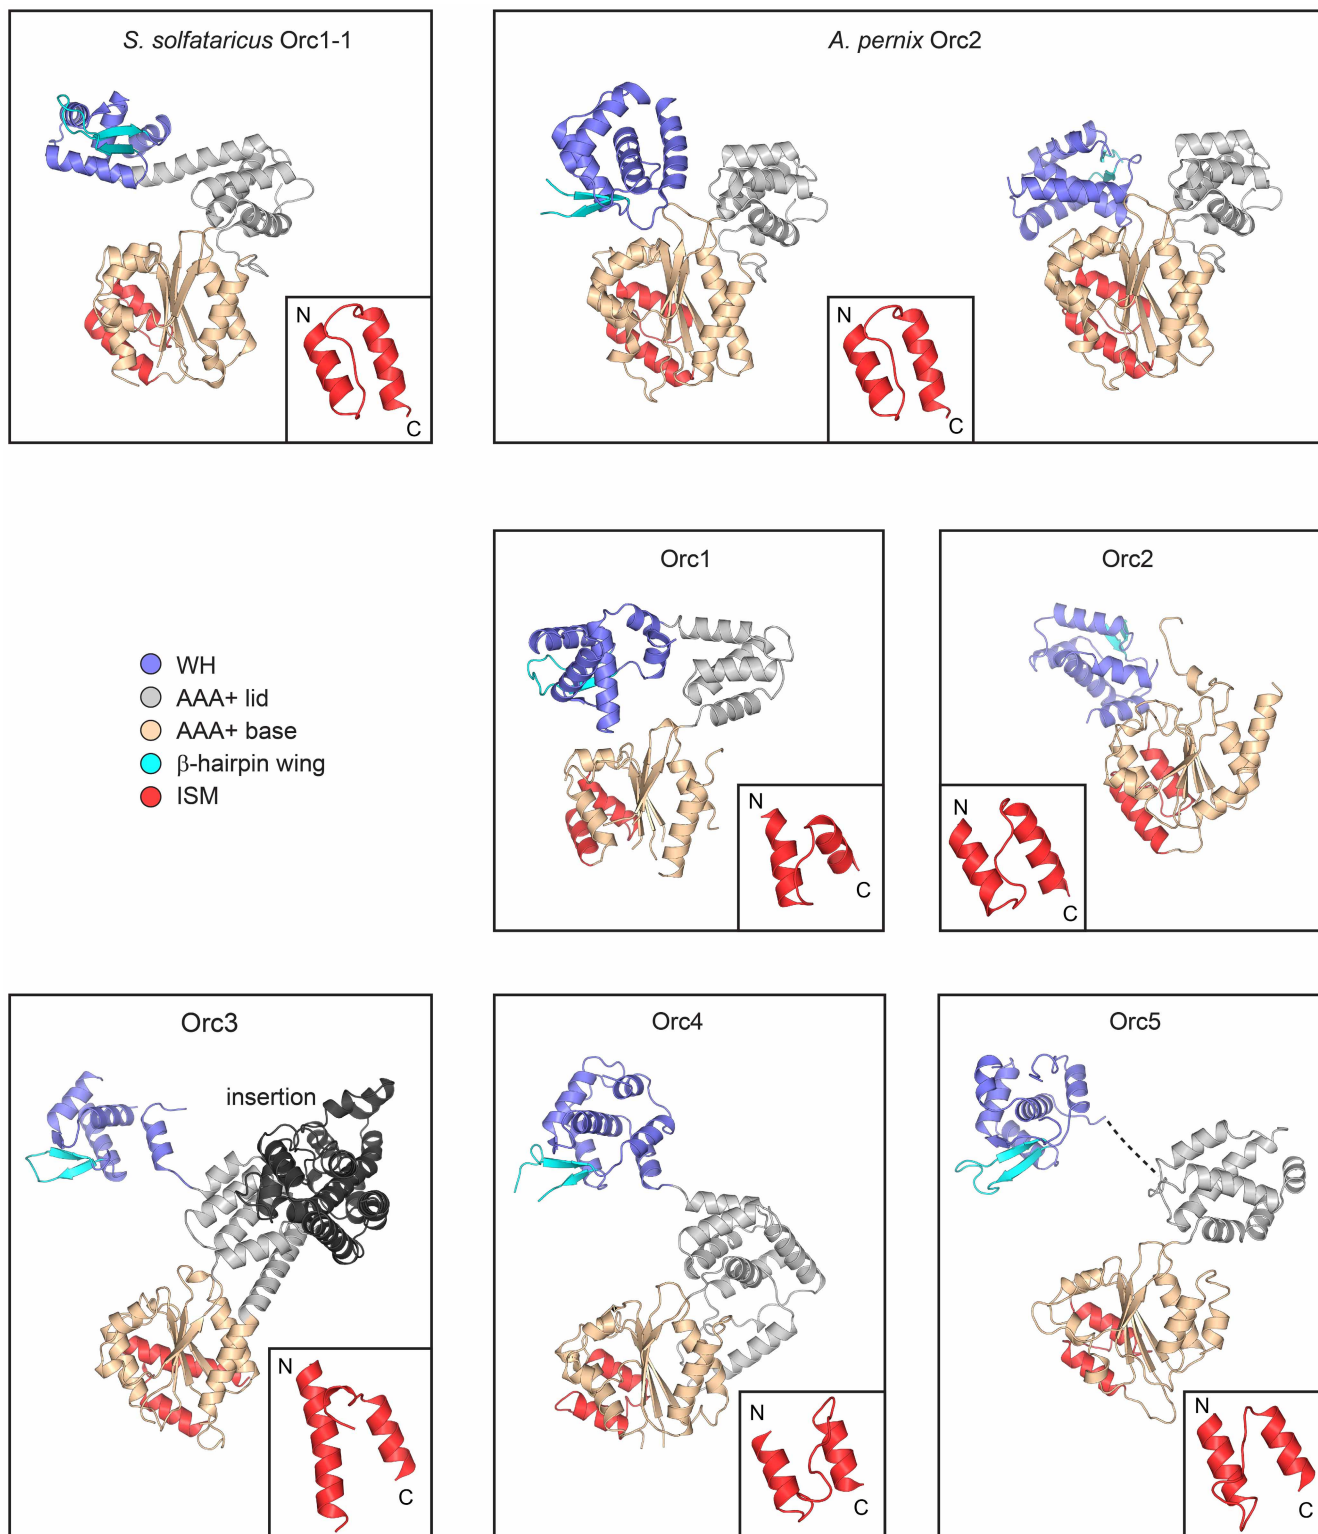 S. solfataricus Orc1-1
A. pernix Orc2
N
C
N
C
Orc1
Orc2
WH
AAA+ lid
AAA+ base
β-hairpin wing
ISM
N
C
N
C
Orc3
Orc4
Orc5
insertion
N
C
N
C
N
C